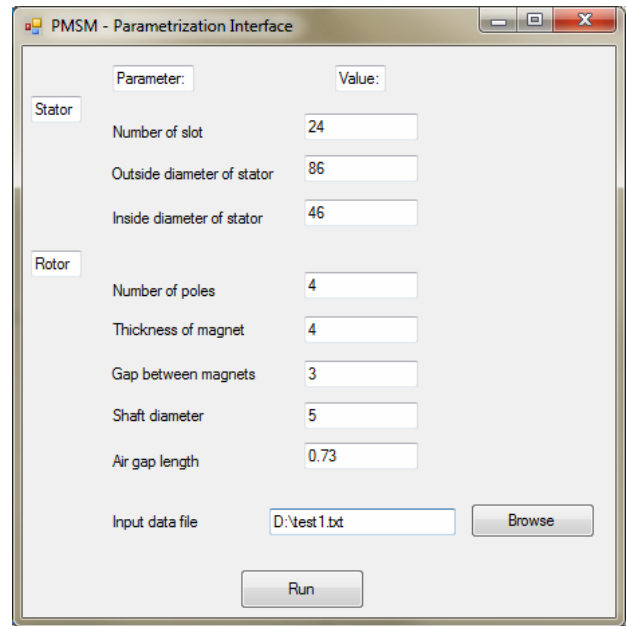 PMSM - Parametrization Interface
Parameter: Value:
Stator
Number of slot 24
Outside diameter of stator 86
Inside diameter of stator 46
Rotor
Number of poles 4
Thickness of magnet 4
Gap between magnets 3
Shaft diameter 5
Air gap length 0.73
Input data file D:\test1.txt Browse
Run